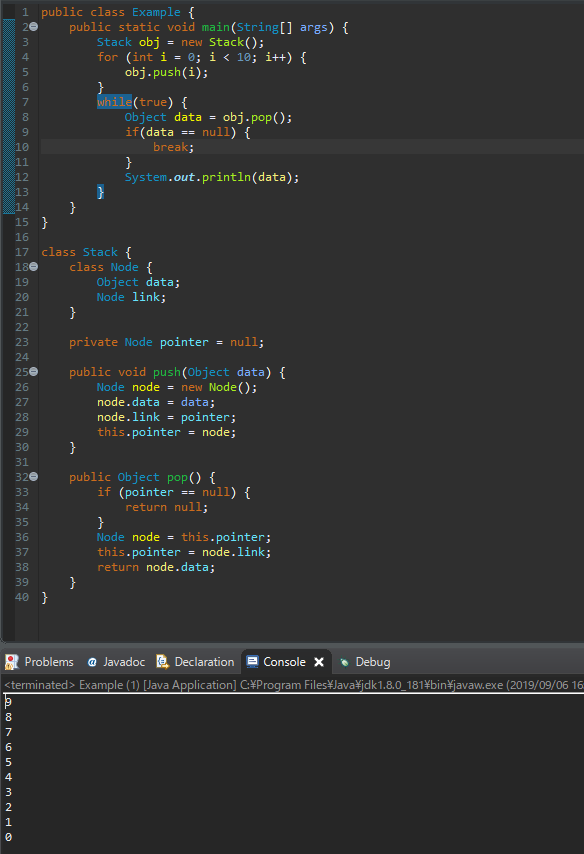 1 public class Example {
2 public static void main(String[] args) {
3 Stack obj = new Stack();
4 for (int i = 0; i < 10; i++) {
5 obj.push(i);
6 }
7 while(true) {
8 Object data = obj.pop();
9 if(data == null) {
10 break;
11 }
12 System.out.println(data);
13 }
14 }
15 }
16
17 class Stack {
18 class Node {
19 Object data;
20 Node link;
21 }
22
23 private Node pointer = null;
24
25 public void push(Object data) {
26 Node node = new Node();
27 node.data = data;
28 node.link = pointer;
29 this.pointer = node;
30 }
31
32 public Object pop() {
33 if (pointer == null) {
34 return null;
35 }
36 Node node = this.pointer;
37 this.pointer = node.link;
38 return node.data;
39 }
40 }
Problems Javadoc Declaration Console Debug
<terminated> Example (1) [Java Application] C:¥Program Files¥Java¥jdk1.8.0_181¥bin¥javaw.exe (2019/09/06 16:
9
8
7
6
5
4
3
2
1
0